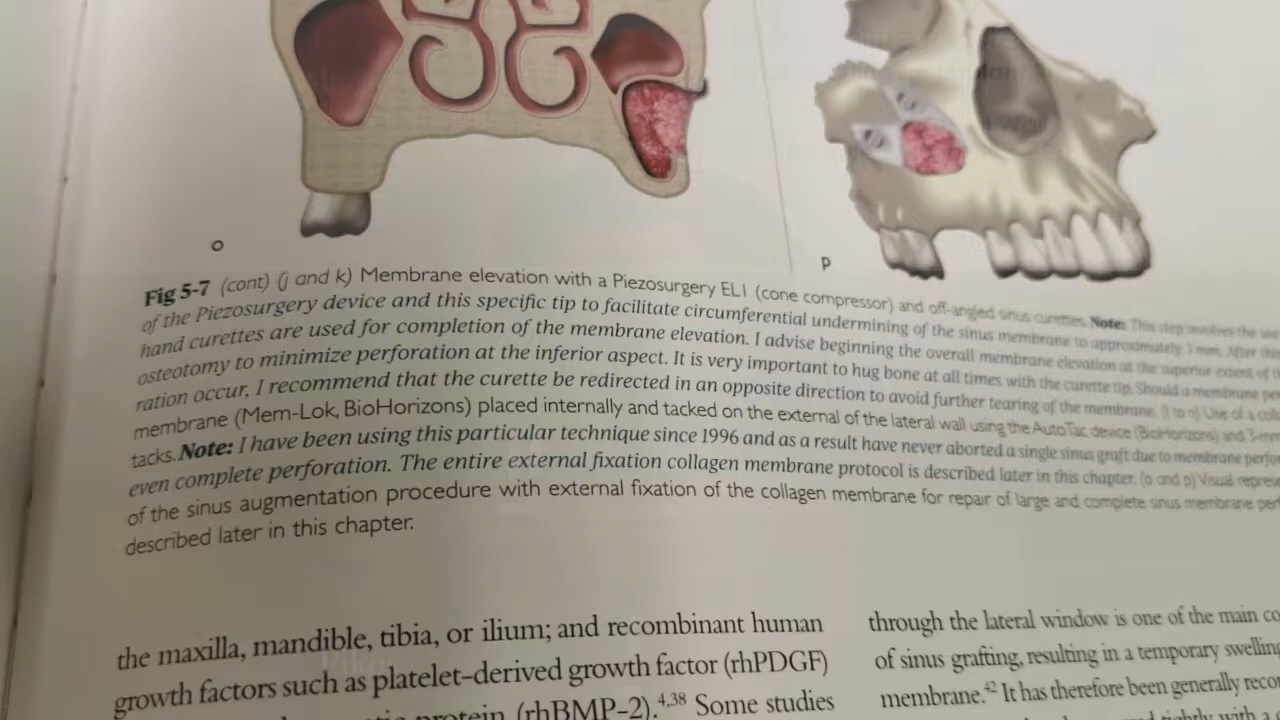 o
p
Fig 5-7 (cont) (j and k) Membrane elevation with a Piezosurgery EL1 (cone compressor) and off-angled sinus curettes. Note: This step involves the use
of the Piezosurgery device and this specific tip to facilitate circumferential undermining of the sinus membrane to approximately 3 mm. After this
hand curettes are used for completion of the membrane elevation. I advise beginning the overall membrane elevation at the superior extent of
osteotomy to minimize perforation at the inferior aspect. It is very important to hug bone at all times with the curette tip. Should a membrane
ration occur, I recommend that the curette be redirected in an opposite direction to avoid further tearing of the membrane. (l to n) Use of a
membrane (Mem-Lok, BioHorizons) placed internally and tacked on the external of the lateral wall using the AutoTac device (BioHorizons) and 3-mm
tacks. Note: I have been using this particular technique since 1996 and as a result have never aborted a single sinus graft due to membrane perfo
even complete perforation. The entire external fixation collagen membrane protocol is described later in this chapter. (o and p) Visual
of the sinus augmentation procedure with external fixation of the collagen membrane for repair of large and complete sinus membrane
described later in this chapter.
the maxilla, mandible, tibia, or ilium; and recombinant human
growth factors such as platelet-derived growth factor (rhPDGF)
protein (rhBMP-2).4,38 Some studies
through the lateral window is one of the main co
of sinus grafting, resulting in a temporary swelling
membrane.42 It has therefore been generally
with a